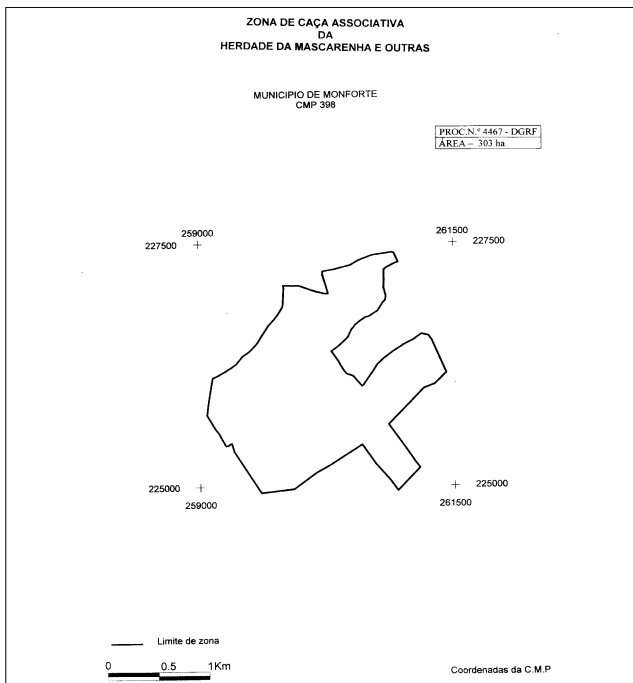 ZONA DE CAÇA ASSOCIATIVA
DA
HERDADE DA MASCARENHA E OUTRAS
MUNICIPIO DE MONFORTE
CMP 398
PROC.N.º 4467 - DGRF
ÁREA – 303 ha
259000
227500
261500
227500
225000
259000
225000
261500
Limite de zona
0 0.5 1Km
Coordenadas da C.M.P